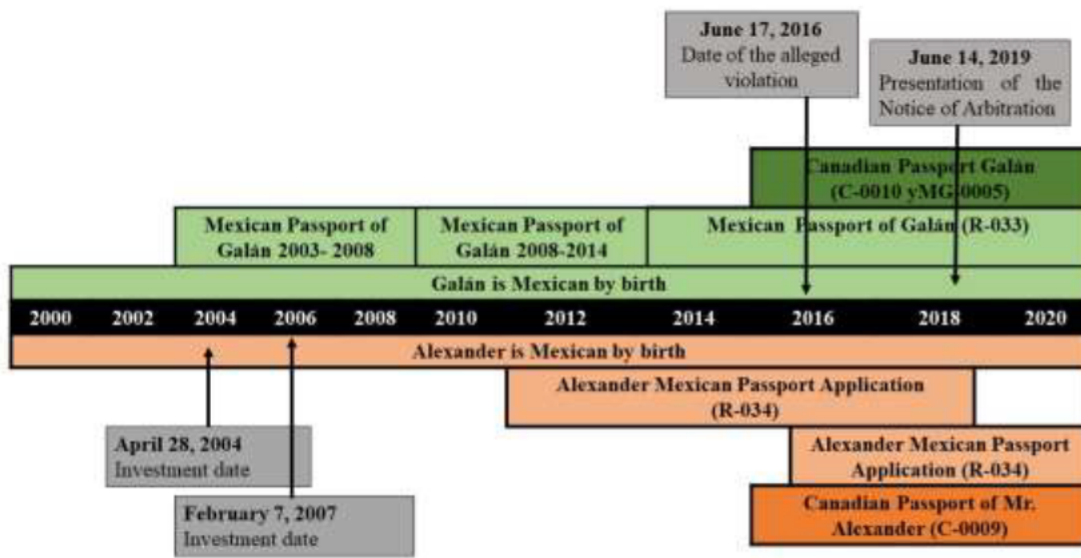 June 17, 2016
Date of the alleged
violation
June 14, 2019
Presentation of the
Notice of Arbitration
Canadian Passport Galán
(C-0010 yMG-0005)
Mexican Passport of
Galán 2003- 2008
Mexican Passport of
Galán 2008-2014
Mexican Passport of Galán (R-033)
Galán is Mexican by birth
2000 2002 2004 2006 2008 2010 2012 2014 2016 2018 2020
Alexander is Mexican by birth
Alexander Mexican Passport Application
(R-034)
April 28, 2004
Investment date
Alexander Mexican Passport
Application (R-034)
February 7, 2007
Investment date
Canadian Passport of Mr.
Alexander (C-0009)